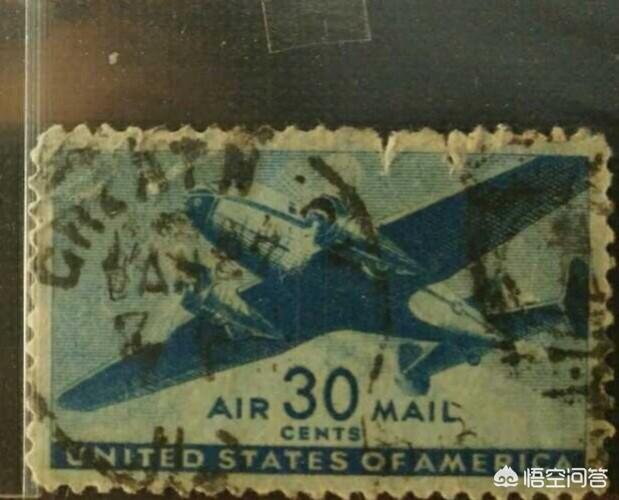 AIR 30 MAIL
CENTS
UNITED STATES OF AMERICA
悟空问答